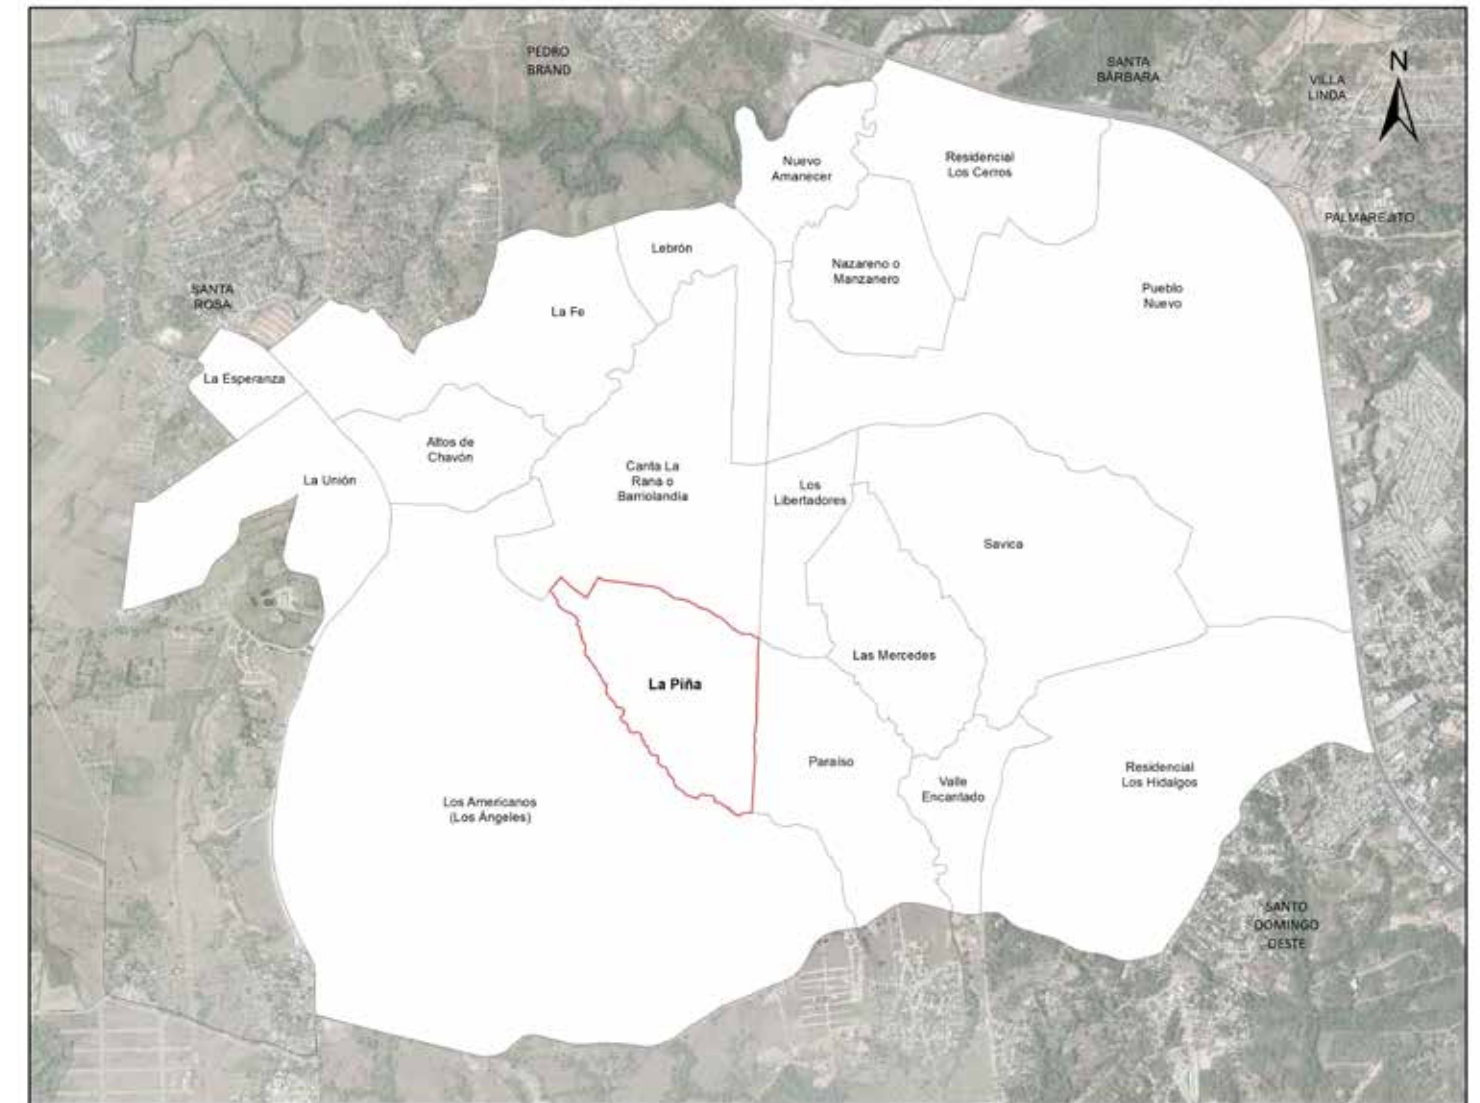 PEDRO
BRAND
SANTA
BÁRBARA
VILLA
LINDA
N
Nuevo
Amanecer
Residencial
Los Cerros
PALMAREJITO
Lebrón
Nazareno o
Manzanero
SANTA
ROSA
Pueblo
Nuevo
La Fe
La Esperanza
Altos de
Chavón
La Unión
Canta La
Rana o
Barriolandia
Los
Libertadores
Savica
Las Mercedes
La Piña
Paraíso
Valle
Encantado
Residencial
Los Hidalgos
Los Americanos
(Los Ángeles)
SANTO
DOMINGO
OESTE